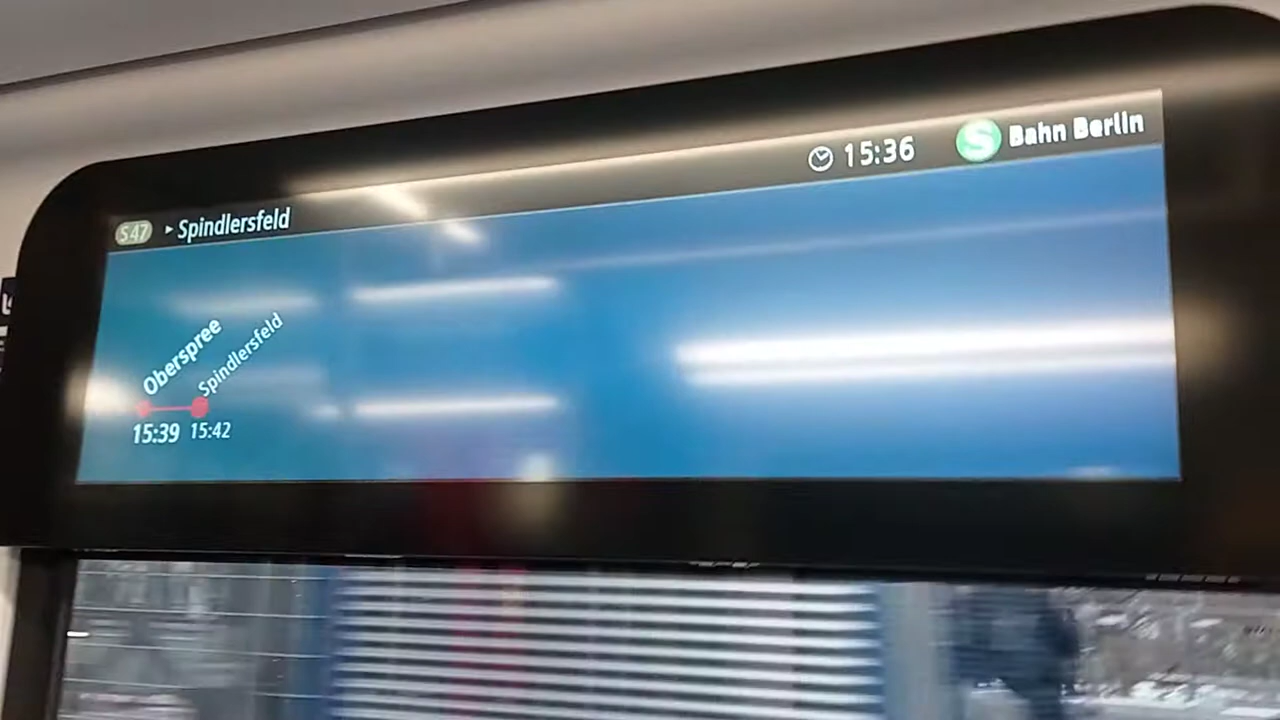 S47 ▸ Spindlersfeld
15:36
S Bahn Berlin
Oberspree
Spindlersfeld
15:39 15:42